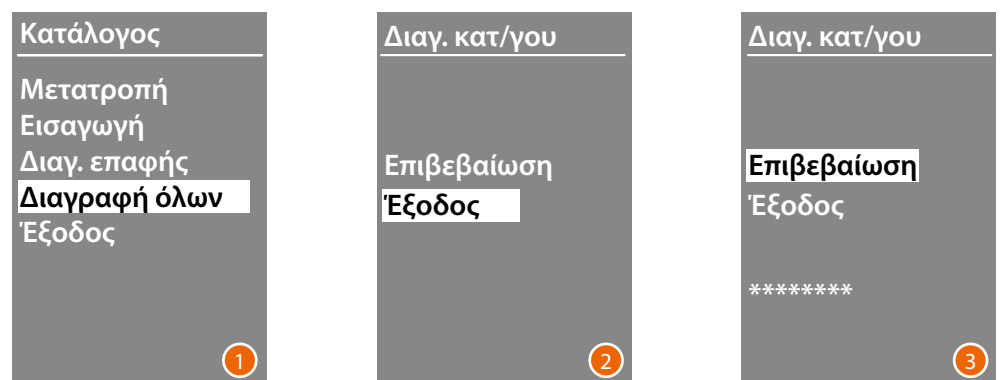 Κατάλογος
Μετατροπή
Εισαγωγή
Διαγ. επαφής
Διαγραφή όλων
Έξοδος
1
Διαγ. κατ/γου
Επιβεβαίωση
Έξοδος
2
Διαγ. κατ/γου
Επιβεβαίωση
Έξοδος
********
3